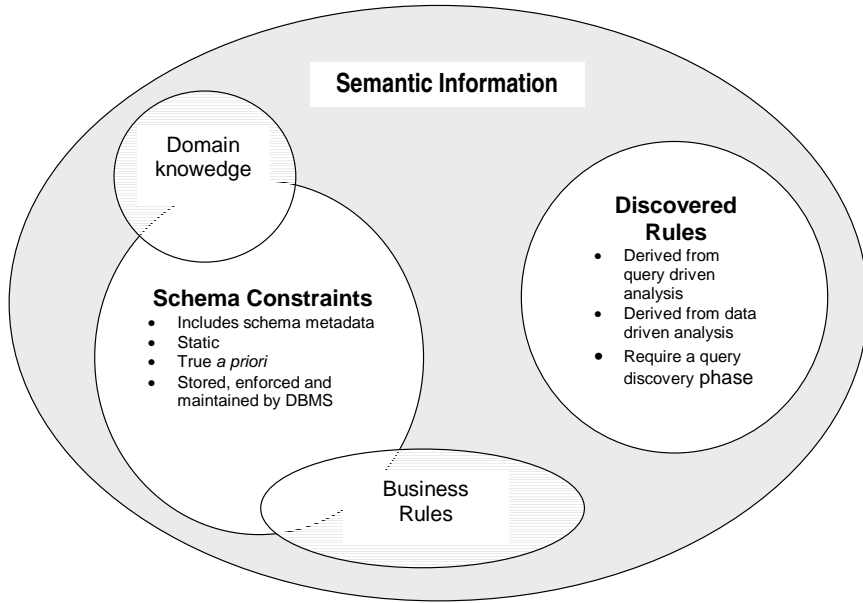 Semantic Information
Domain
knowedge
Discovered
Rules
• Derived from
query driven
analysis
• Derived from data
driven analysis
• Require a query
discovery phase
Schema Constraints
• Includes schema metadata
• Static
• True a priori
• Stored, enforced and
maintained by DBMS
Business
Rules